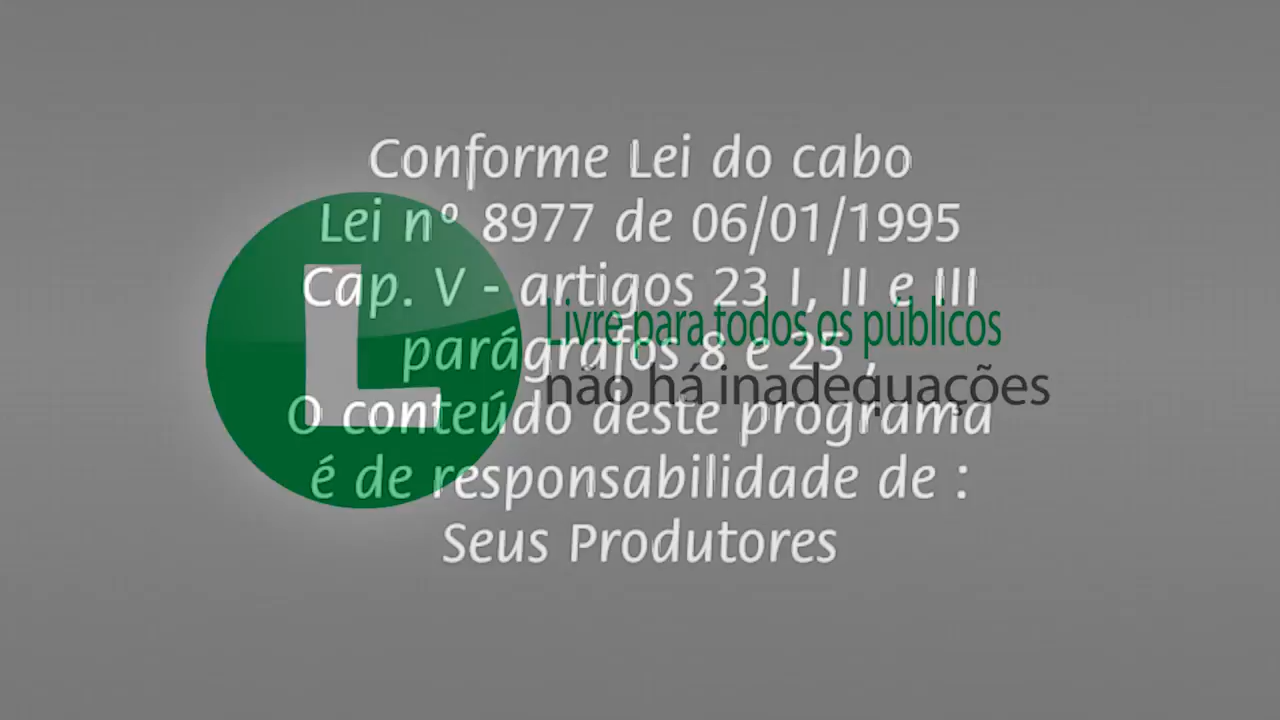 Conforme Lei do cabo
Lei nº 8977 de 06/01/1995
Cap. V - artigos 23 I, II e III
parágrafos 8 e 25 ,
O conteúdo deste programa
é de responsabilidade de :
Seus Produtores
L
Livre para todos os públicos
não há inadequações